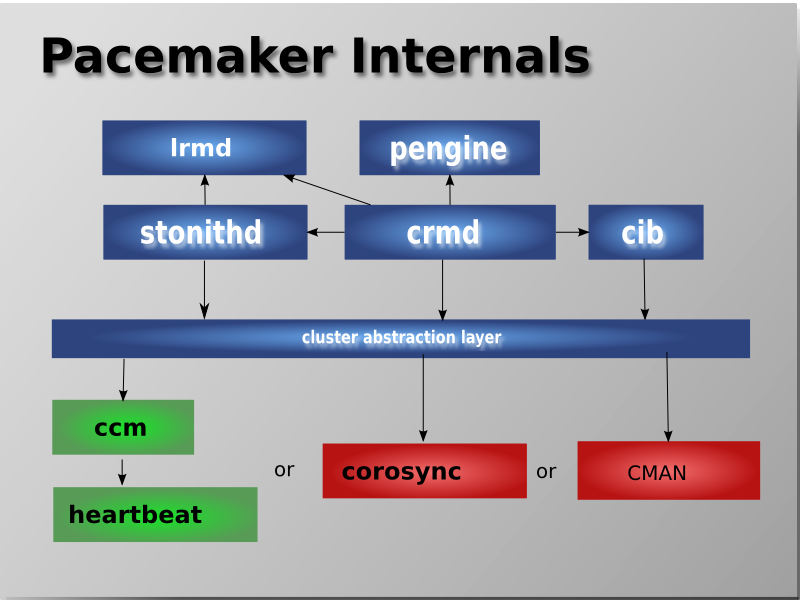 Pacemaker Internals
lrmd
pengine
stonithd
crmd
cib
cluster abstraction layer
ccm
or
corosync
or
CMAN
heartbeat